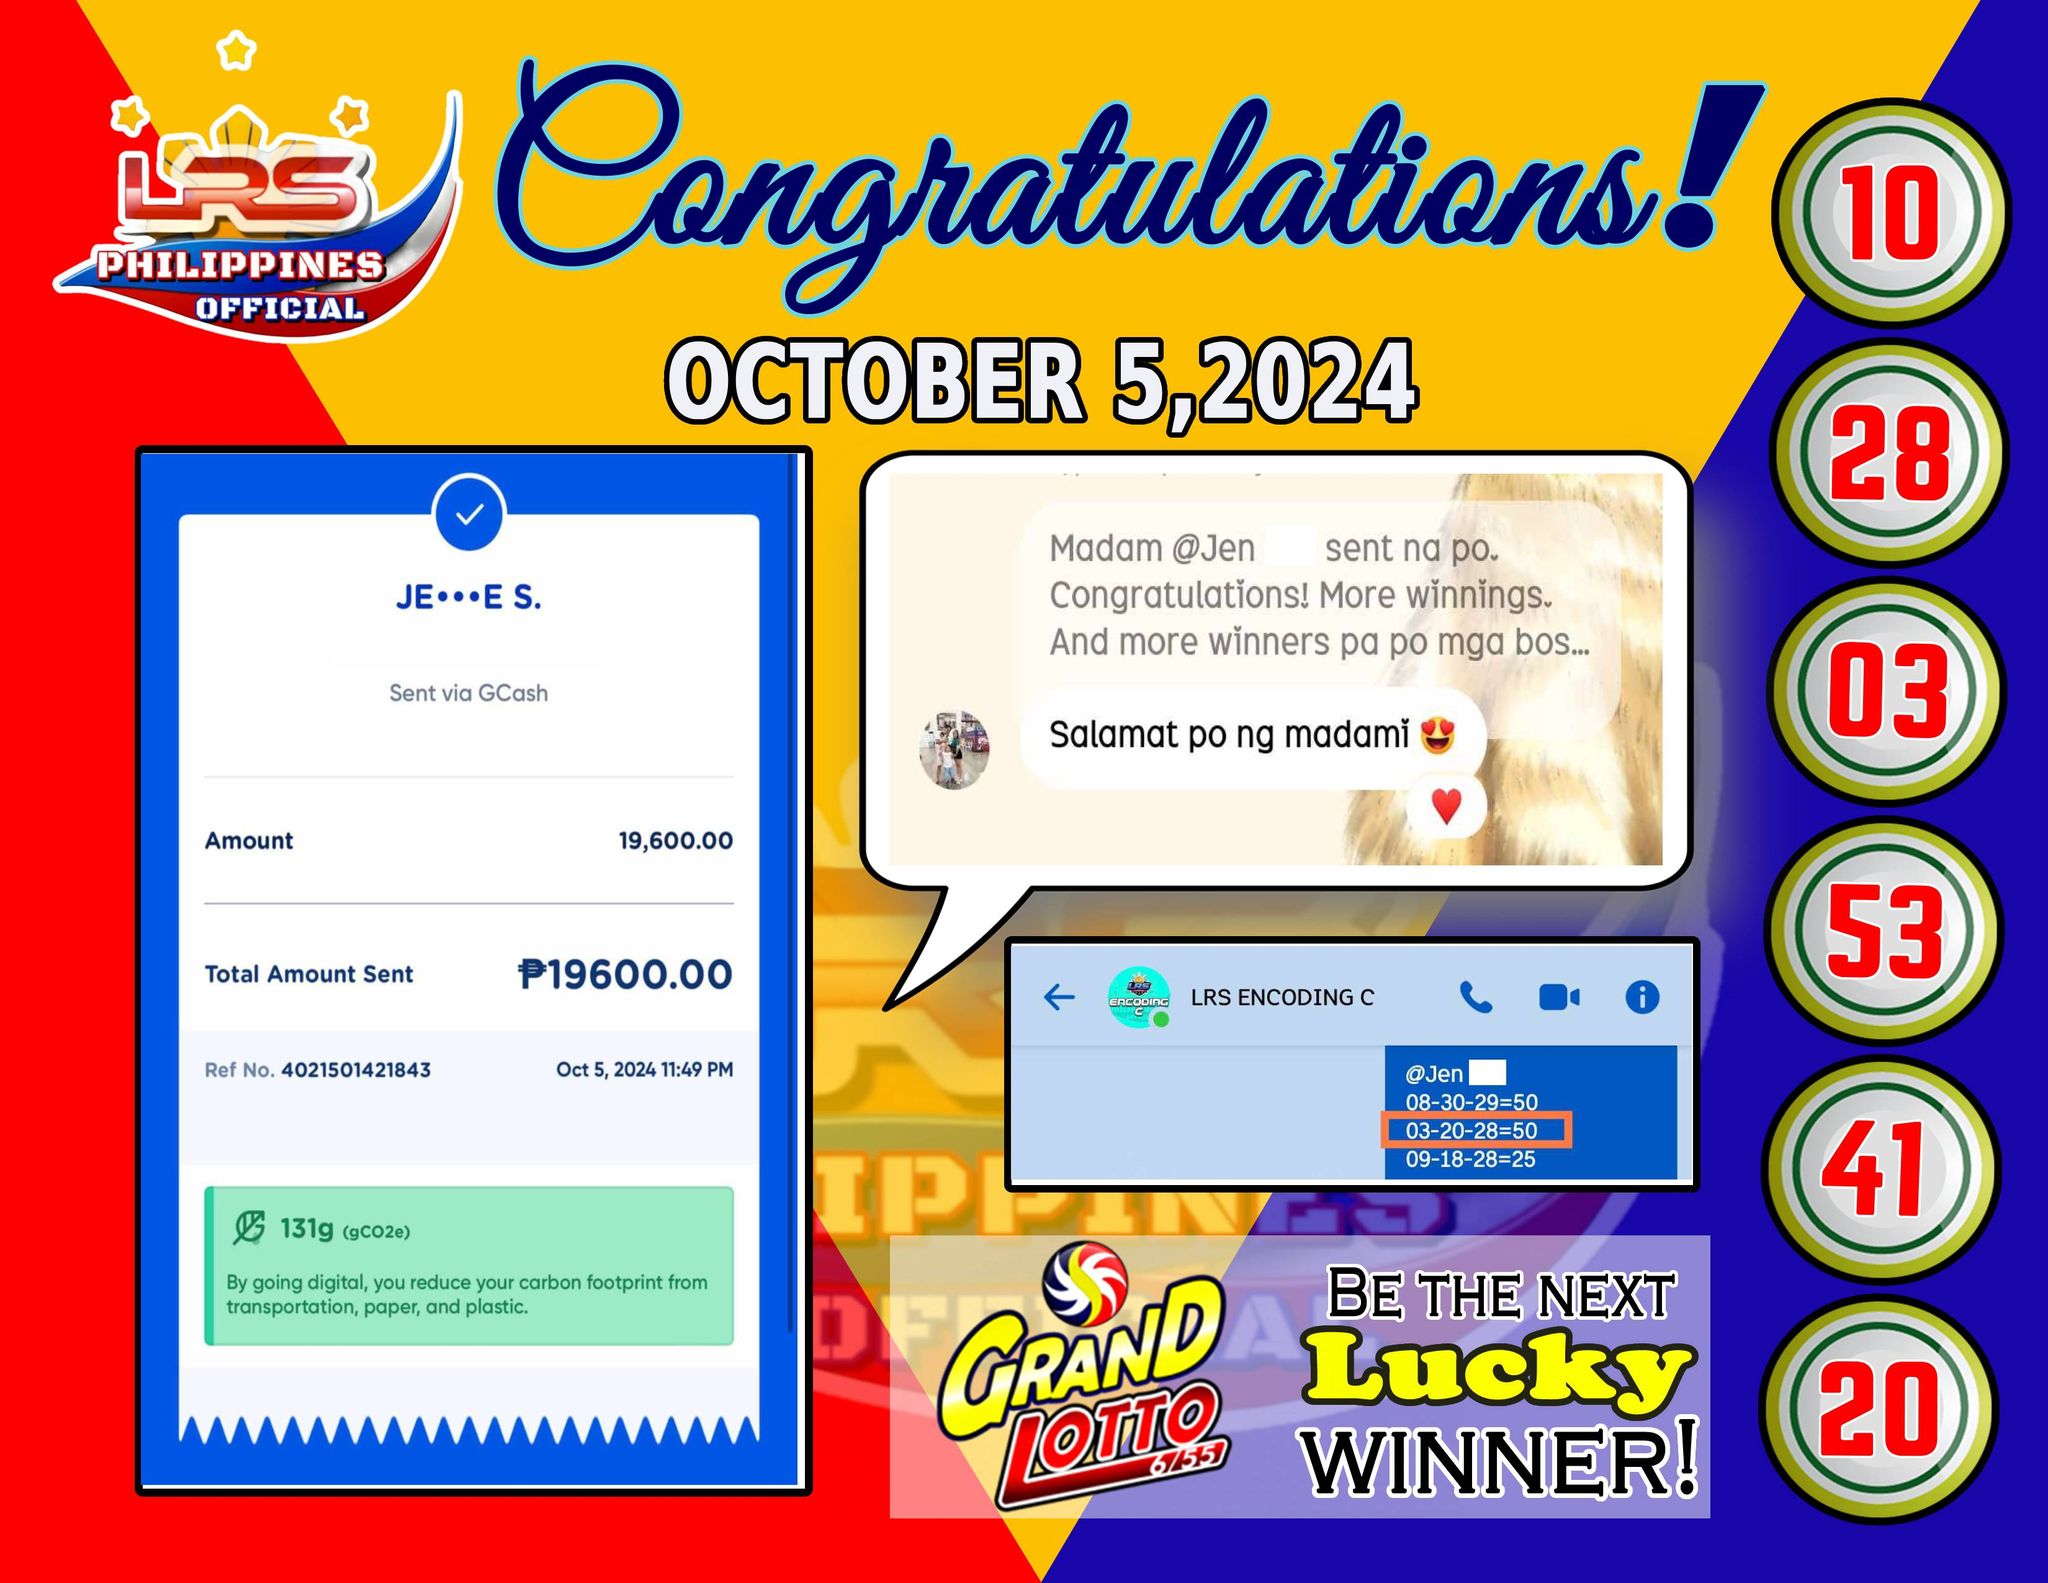 LRS
PHILIPPINES
OFFICIAL
Congratulations!
OCTOBER 5,2024
JE•••E S.
Sent via GCash
Amount 19,600.00
Total Amount Sent ₱19600.00
Ref No. 4021501421843 Oct 5, 2024 11:49 PM
131g (gCO2e)
By going digital, you reduce your carbon footprint from
transportation, paper, and plastic.
Madam @Jen sent na po.
Congratulations! More winnings.
And more winners pa po mga bos...
Salamat po ng madami 😍
LRS
ENCODING
C
LRS ENCODING C
@Jen
08-30-29=50
03-20-28=50
09-18-28=25
GRAND
LOTTO
6/55
BE THE NEXT
Lucky
WINNER!
10
28
03
53
41
20